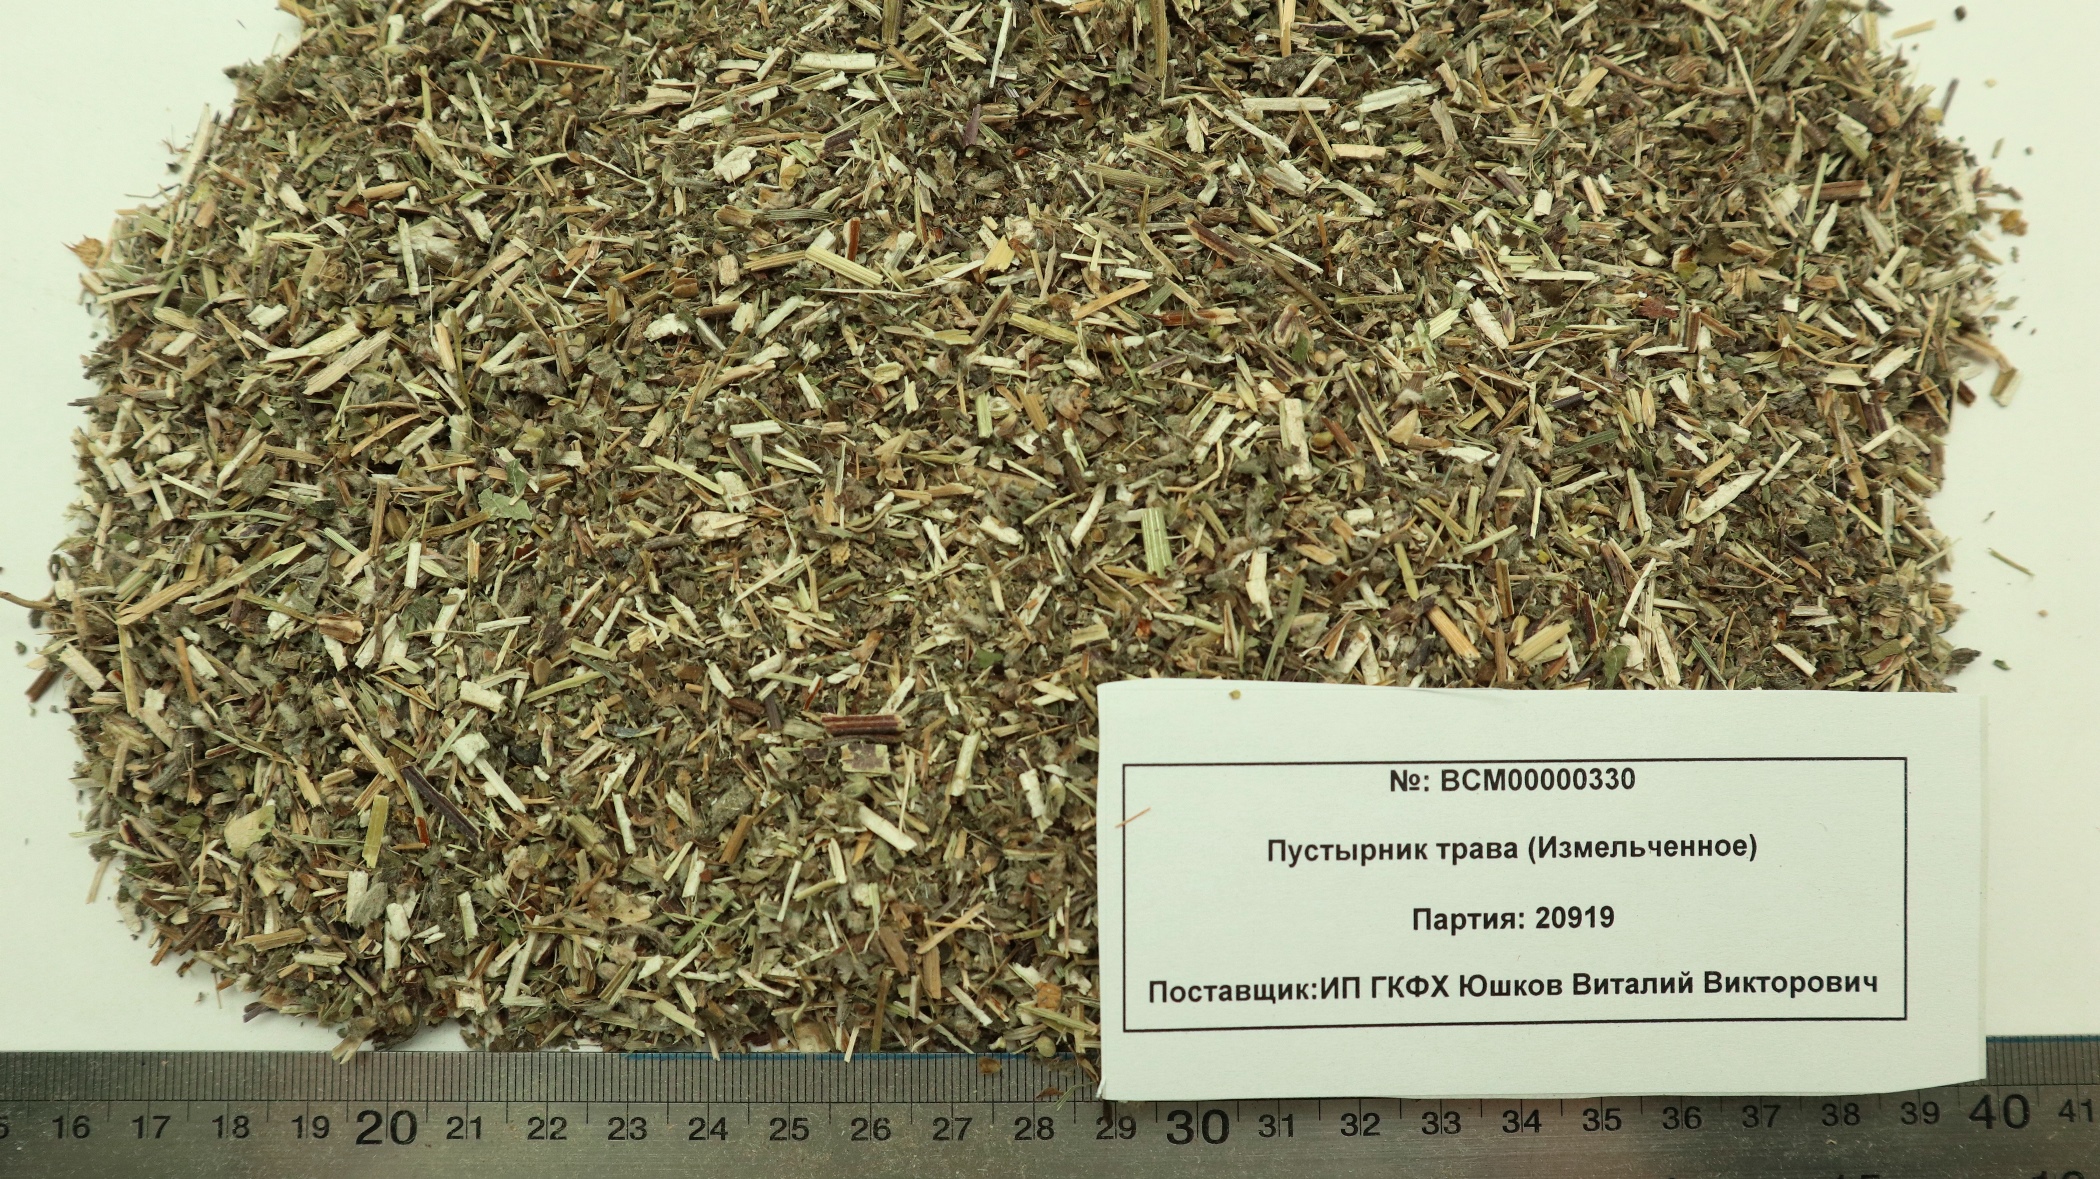 №: BCM00000330
Пустырник трава (Измельченное)
Партия: 20919
Поставщик:ИП ГКФХ Юшков Виталий Викторович
16 17 18 19 20 21 22 23 24 25 26 27 28 29 30 31 32 33 34 35 36 37 38 39 40 41